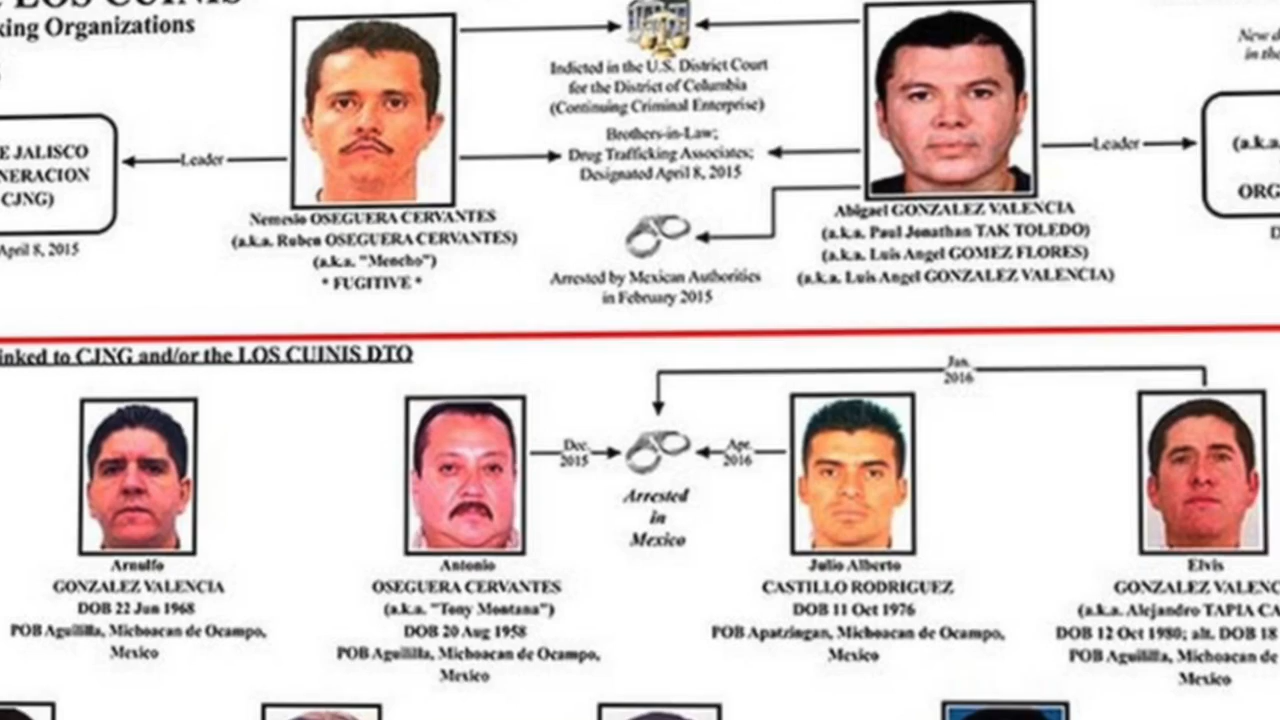 LOS CUINIS
king Organizations
Indicted in the U.S. District Court
for the District of Columbia
(Continuing Criminal Enterprise)
New d
in the
E JALISCO
NERACION
CJNG)
Leader
Brothers-in-Law;
Drug Trafficking Associates;
Designated April 8, 2015
Leader
(a.k.a.
ORG
April 8, 2015
D
Nemesio OSEGUERA CERVANTES
(a.k.a. Ruben OSEGUERA CERVANTES)
(a.k.a. "Mencho")
* FUGITIVE *
Arrested by Mexican Authorities
in February 2015
Abigael GONZALEZ VALENCIA
(a.k.a. Paul Jonathan TAK TOLEDO)
(a.k.a. Luis Angel GOMEZ FLORES)
(a.k.a. Luis Angel GONZALEZ VALENCIA)
inked to CJNG and/or the LOS CUINIS DTO
Jan.
2016
Dec.
2015
Apr.
2016
Arrested
in
Mexico
Arnulfo
GONZALEZ VALENCIA
DOB 22 Jun 1968
POB Aguililla, Michoacan de Ocampo,
Mexico
Antonio
OSEGUERA CERVANTES
(a.k.a. "Tony Montana")
DOB 20 Aug 1958
POB Aguililla, Michoacan de Ocampo,
Mexico
Julio Alberto
CASTILLO RODRIGUEZ
DOB 11 Oct 1976
POB Apatzingan, Michoacan de Ocampo,
Mexico
Elvis
GONZALEZ VALENC
(a.k.a. Alejandro TAPIA CA
DOB 12 Oct 1980; alt. DOB 18
POB Aguililla, Michoacan de
Mexico